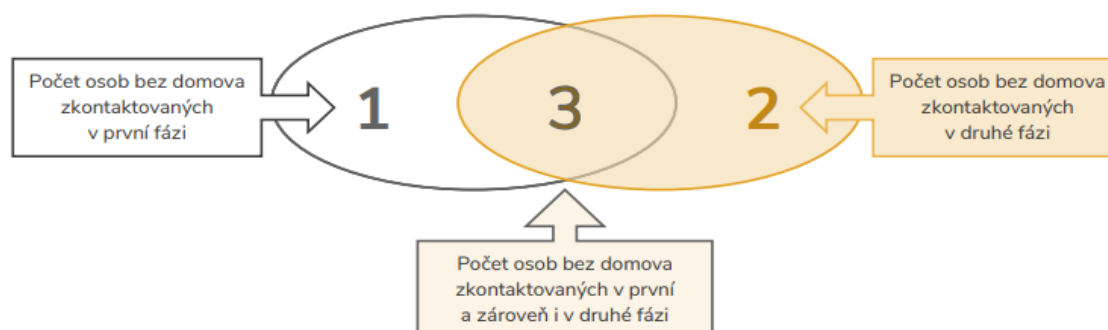 Počet osob bez domova
zkontaktovaných
v první fázi
1
3
2
Počet osob bez domova
zkontaktovaných
v druhé fázi
Počet osob bez domova
zkontaktovaných v první
a zároveň i v druhé fázi